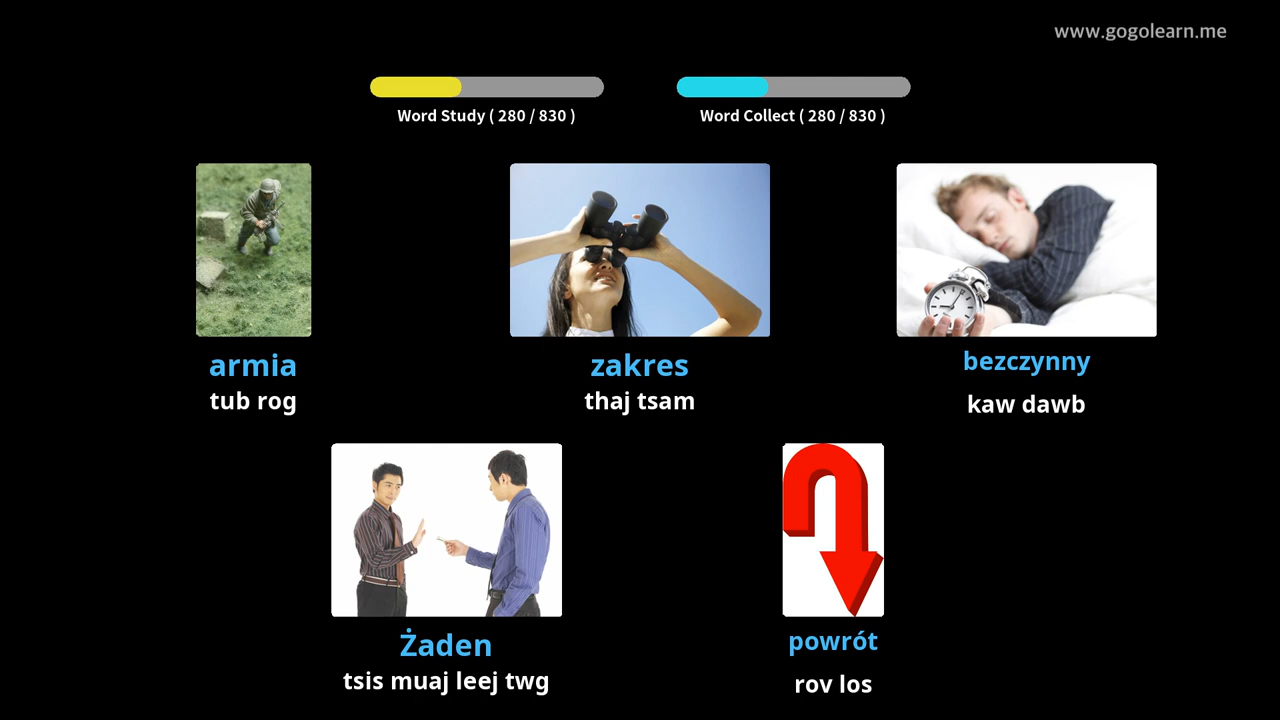 www.gogolearn.me
Word Study ( 280 / 830 )
Word Collect ( 280 / 830 )
armia
tub rog
zakres
thaj tsam
bezczynny
kaw dawb
Żaden
tsis muaj leej twg
powrót
rov los